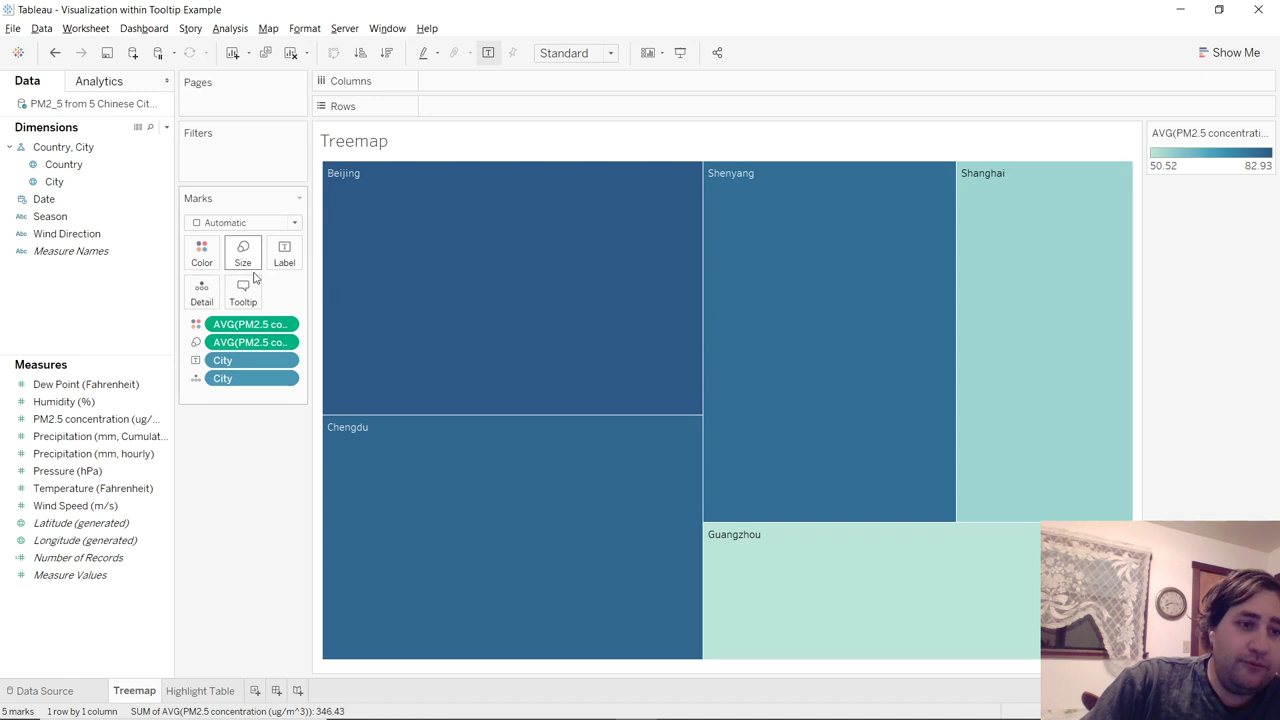 Tableau - Visualization within Tooltip Example
File Data Worksheet Dashboard Story Analysis Map Format Server Window Help
Standard
Show Me
Data Analytics
PM2_5 from 5 Chinese Cit...
Dimensions
Country, City
Country
City
Date
Abc Season
Abc Wind Direction
Abc Measure Names
Measures
Dew Point (Fahrenheit)
Humidity (%)
PM2.5 concentration (ug/...
Precipitation (mm, Cumulat...
Precipitation (mm, hourly)
Pressure (hPa)
Temperature (Fahrenheit)
Wind Speed (m/s)
Latitude (generated)
Longitude (generated)
Number of Records
Measure Values
Pages
Filters
Marks
Automatic
Color Size Label
Detail Tooltip
AVG(PM2.5 co..
AVG(PM2.5 co..
City
City
Columns
Rows
Treemap
Beijing
Shenyang
Shanghai
Chengdu
Guangzhou
AVG(PM2.5 concentrati...
50.52 82.93
Data Source Treemap Highlight Table
5 marks 1 row by 1 column SUM of AVG(PM2.5 concentration (ug/m^3)): 346.43